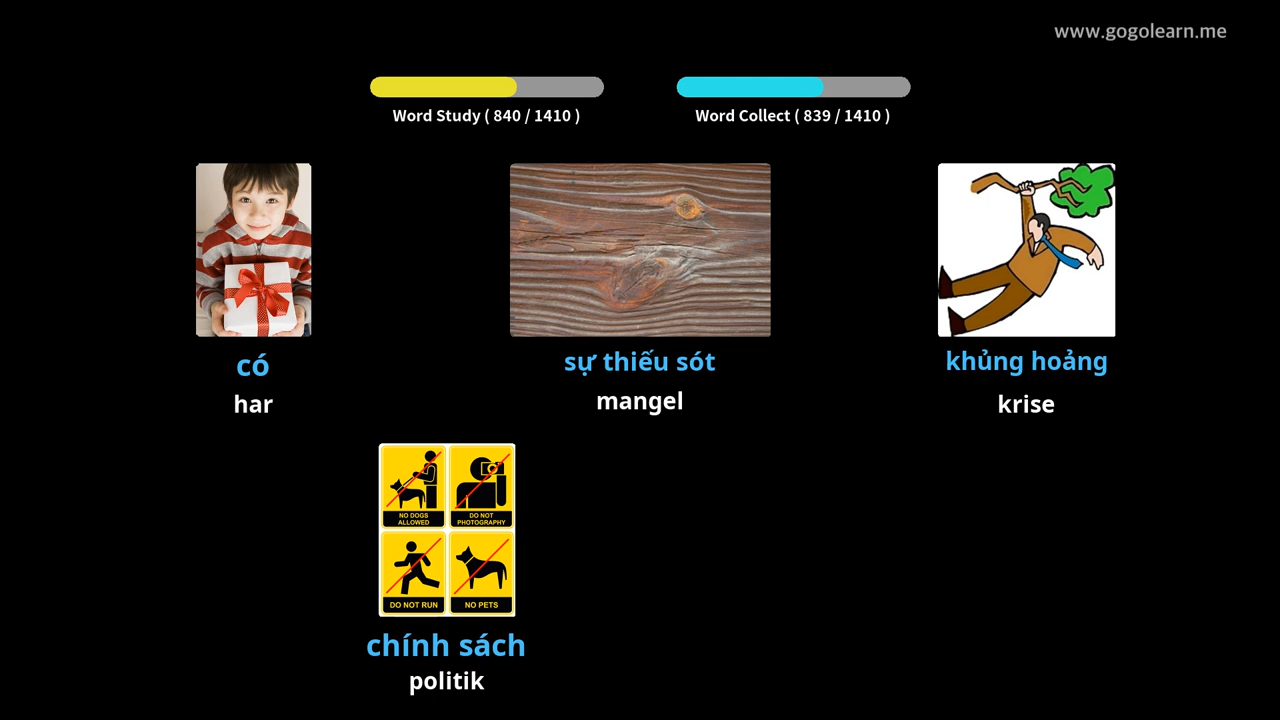 www.gogolearn.me
Word Study ( 840 / 1410 )
Word Collect ( 839 / 1410 )
có
har
sự thiếu sót
mangel
khủng hoảng
krise
NO DOGS
ALLOWED
DO NOT
PHOTOGRAPHY
DO NOT RUN
NO PETS
chính sách
politik